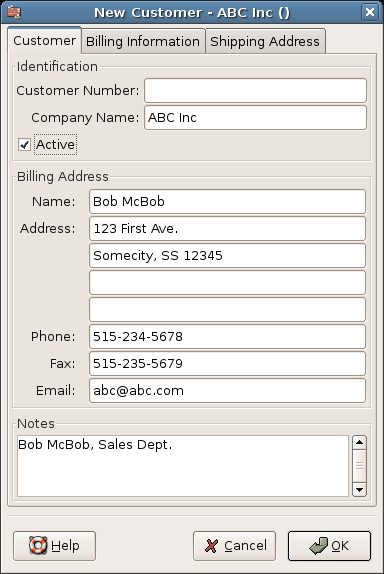 New Customer - ABC Inc ()
Customer Billing Information Shipping Address
Identification
Customer Number:
Company Name: ABC Inc
Active
Billing Address
Name: Bob McBob
Address: 123 First Ave.
Somecity, SS 12345
Phone: 515-234-5678
Fax: 515-235-5679
Email: abc@abc.com
Notes
Bob McBob, Sales Dept.
Help Cancel OK